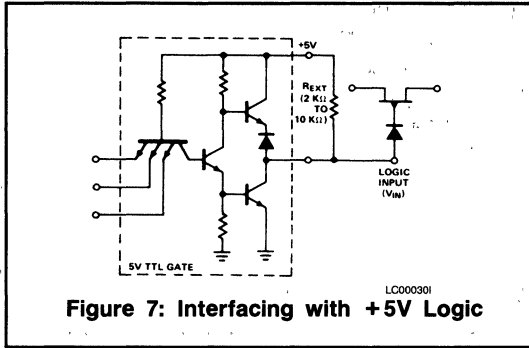 +5V
REXT
(2 KΩ
TO
10 KΩ)
LOGIC
INPUT
(VIN)
5V TTL GATE
LC00030I
Figure 7: Interfacing with +5V Logic